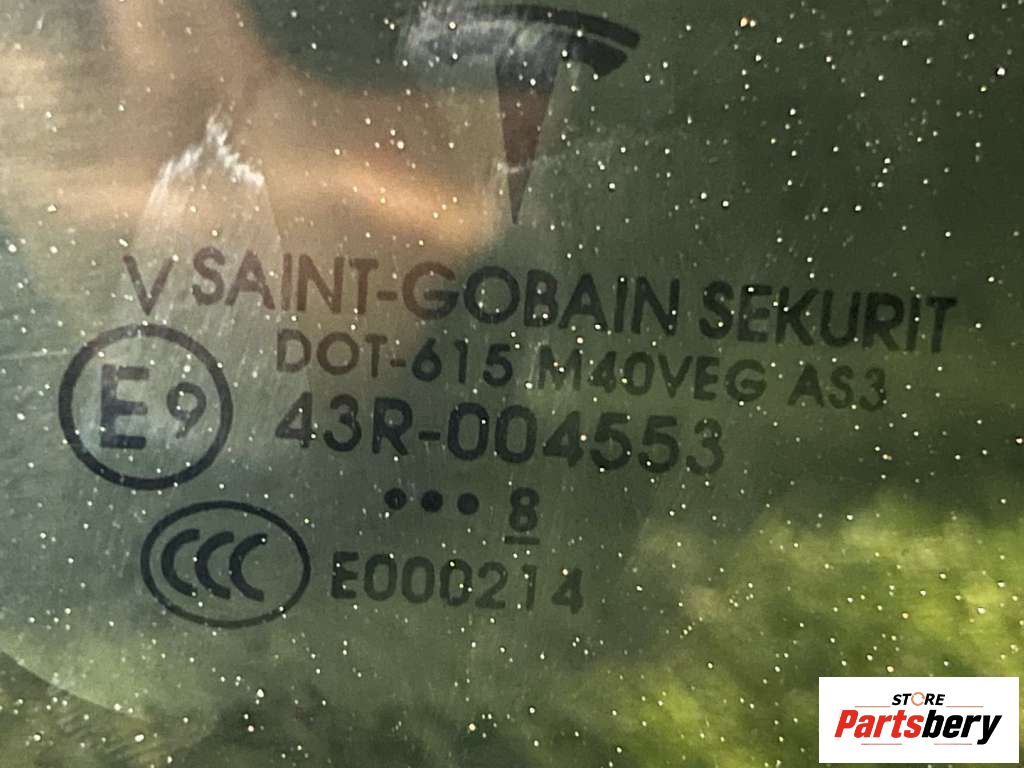 V SAINT-GOBAIN SEKURIT
DOT-615 M40VEG AS3
E9 43R-004553
••• 8
CCC E000214
STORE
Partsbery